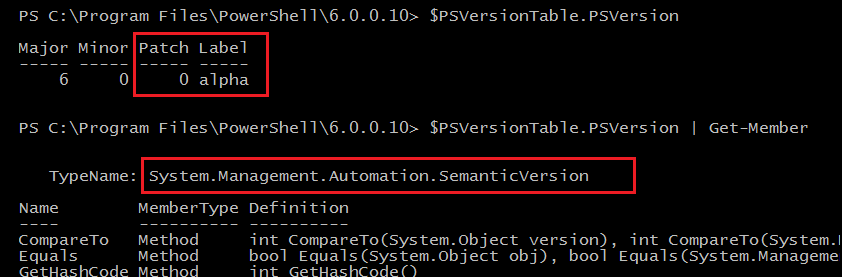 PS C:\Program Files\PowerShell\6.0.0.10> $PSVersionTable.PSVersion
Major Minor Patch Label
----- ----- ----- -----
6 0 0 alpha
PS C:\Program Files\PowerShell\6.0.0.10> $PSVersionTable.PSVersion | Get-Member
TypeName: System.Management.Automation.SemanticVersion
Name MemberType Definition
---- ---------- ----------
CompareTo Method int CompareTo(System.Object version), int CompareTo(System.
Equals Method bool Equals(System.Object obj), bool Equals(System.Manageme
GetHashCode Method int GetHashCode()